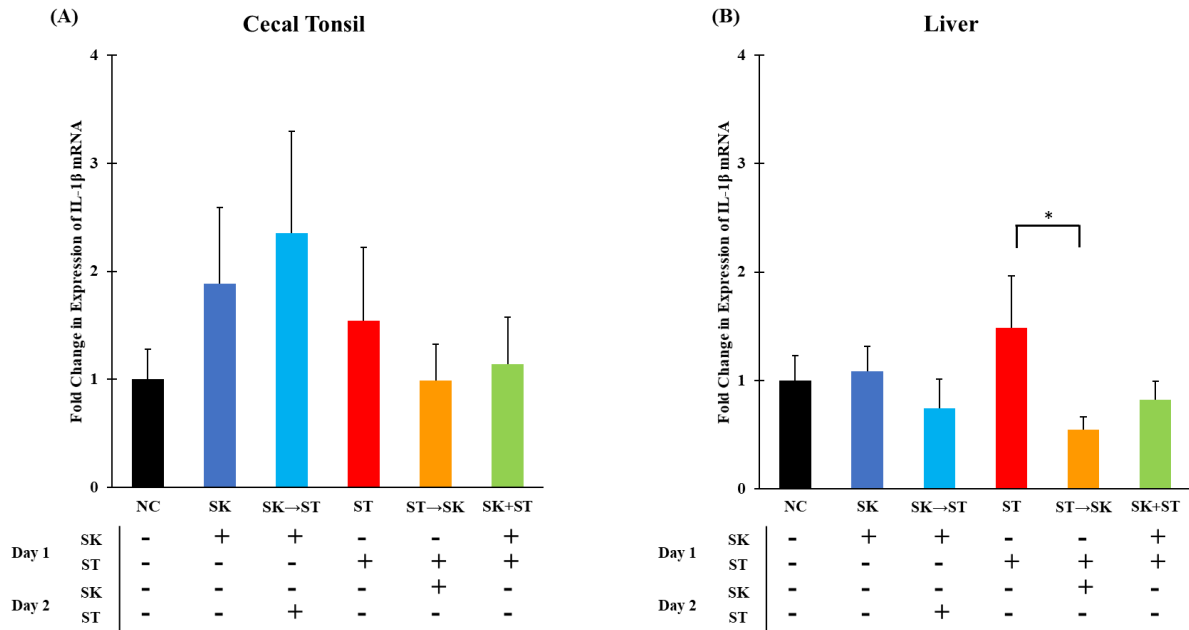 (A)
Cecal Tonsil
Fold Change in Expression of IL-1β mRNA
4
3
2
1
0
NC SK SK→ST ST ST→SK SK+ST
Day 1 SK - + + - - +
ST - - - + + +
Day 2 SK - - - - + -
ST - - + - - -
(B)
Liver
Fold Change in Expression of IL-1β mRNA
4
3
2
1
0
*
NC SK SK→ST ST ST→SK SK+ST
Day 1 SK - + + - - +
ST - - - + + +
Day 2 SK - - - - + -
ST - - + - - -